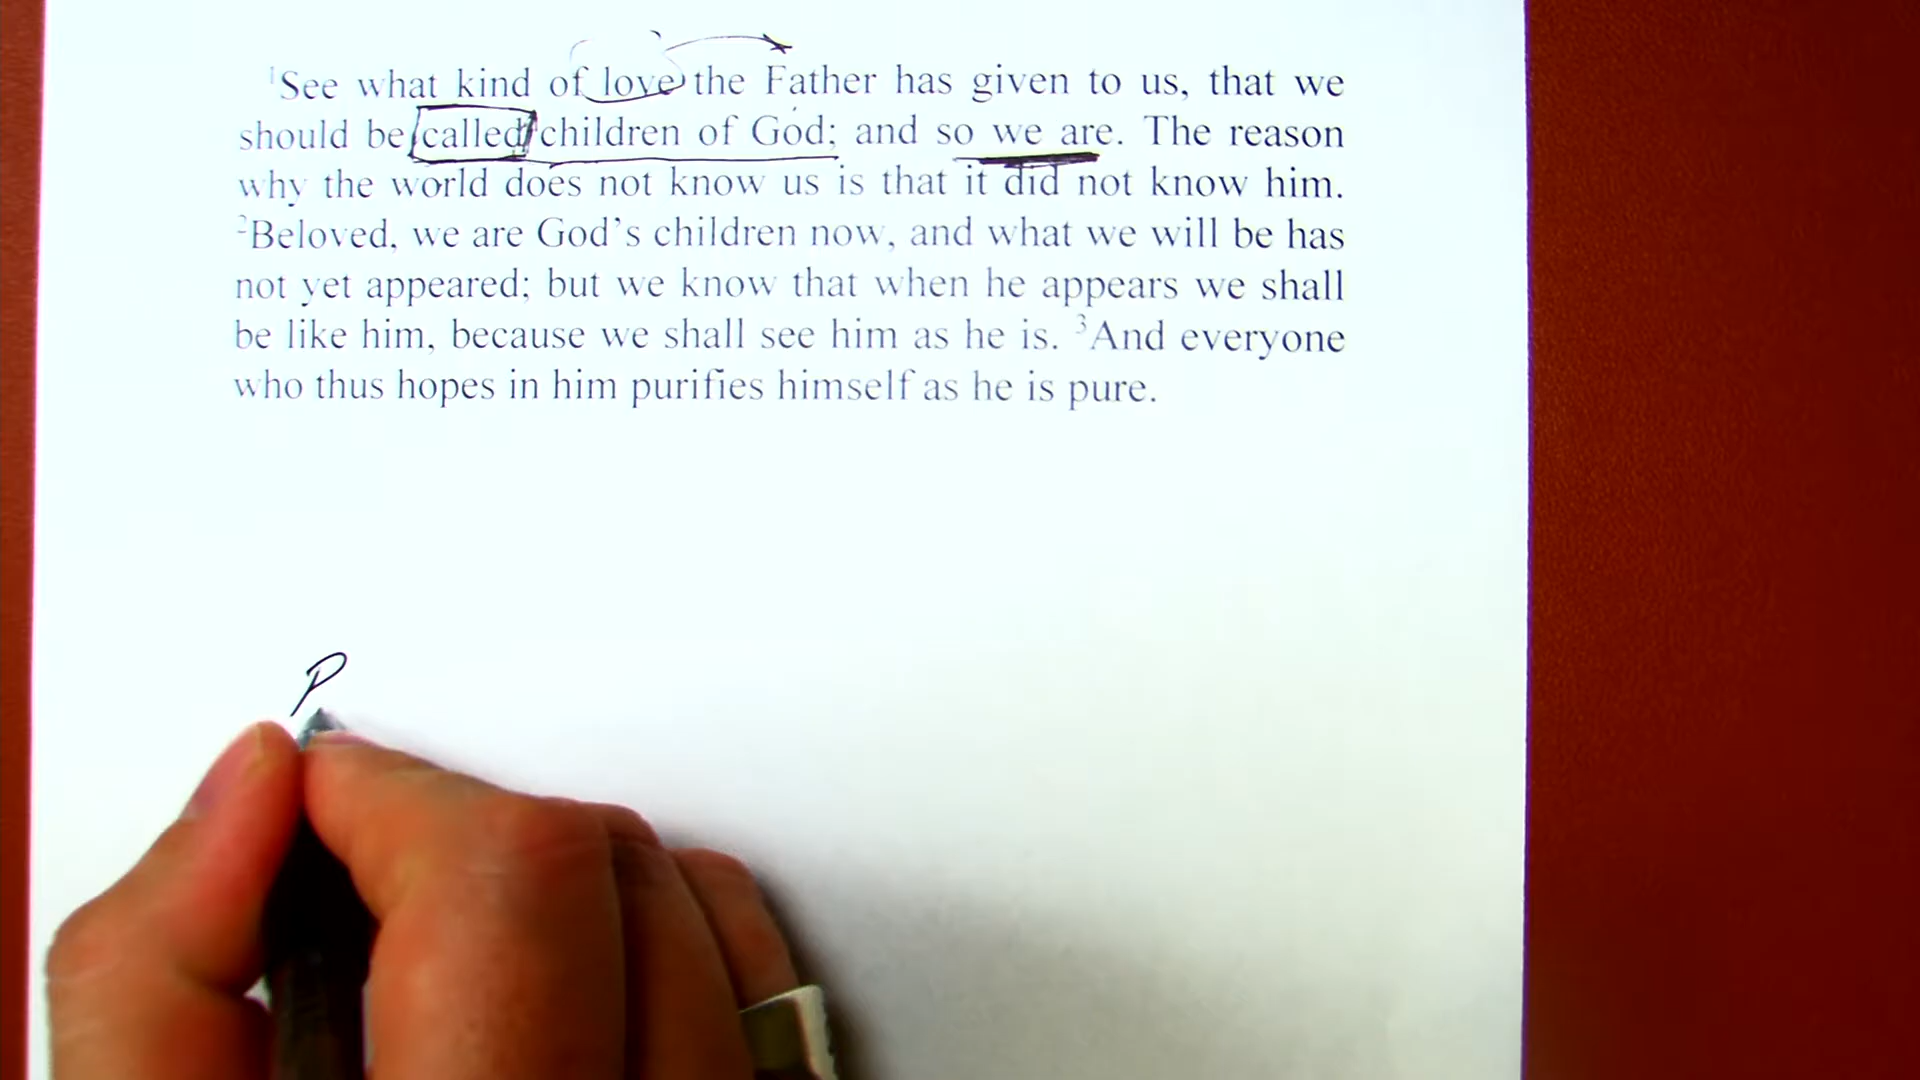 ¹See what kind of love the Father has given to us, that we
should be called children of God; and so we are. The reason
why the world does not know us is that it did not know him.
²Beloved, we are God's children now, and what we will be has
not yet appeared; but we know that when he appears we shall
be like him, because we shall see him as he is. ³And everyone
who thus hopes in him purifies himself as he is pure.
P